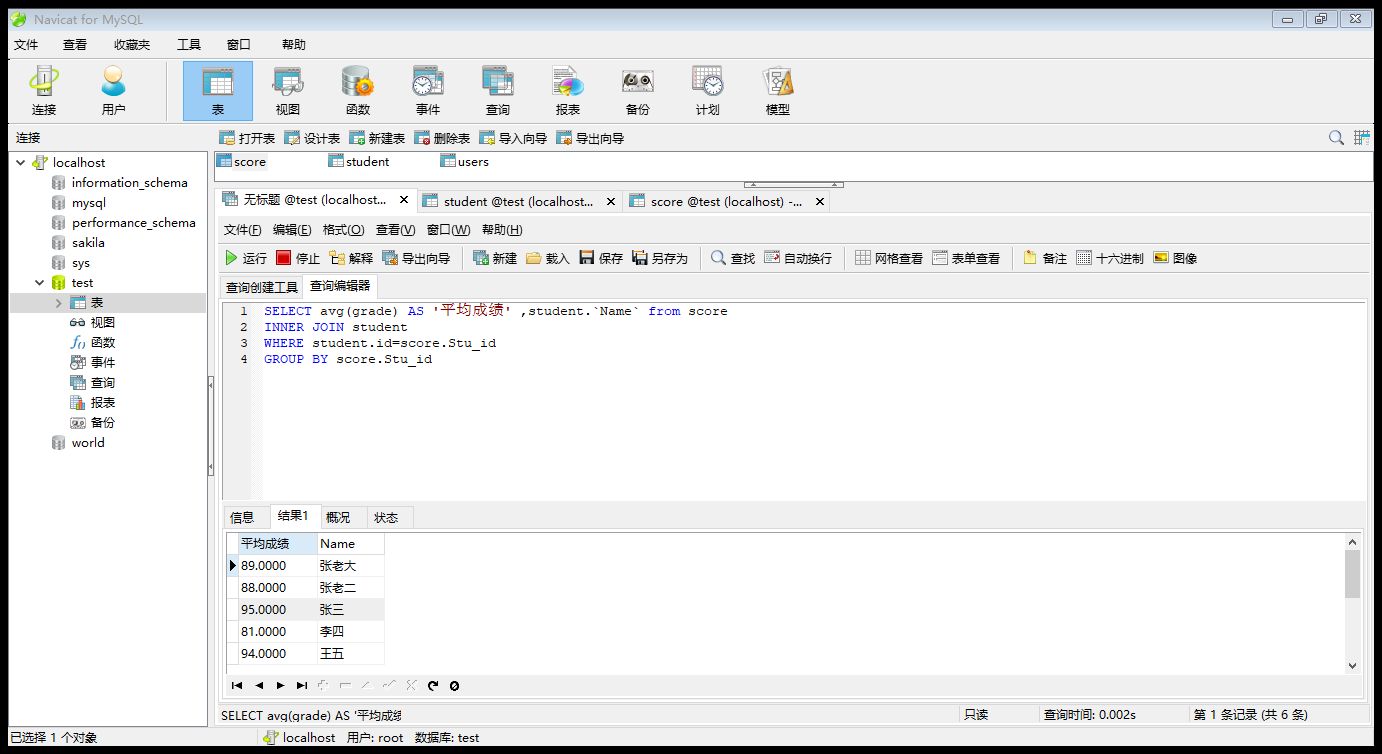 Navicat for MySQL
文件 查看 收藏夹 工具 窗口 帮助
连接 用户 表 视图 函数 事件 查询 报表 备份 计划 模型
连接
打开表 设计表 新建表 删除表 导入向导 导出向导
localhost
information_schema
mysql
performance_schema
sakila
sys
test
表
视图
函数
事件
查询
报表
备份
world
score student users
无标题 @test (localhost... student @test (localhost... score @test (localhost) -...
文件(F) 编辑(E) 格式(O) 查看(V) 窗口(W) 帮助(H)
运行 停止 解释 导出向导 新建 载入 保存 另存为 查找 自动换行 网格查看 表单查看 备注 十六进制 图像
查询创建工具 查询编辑器
1 SELECT avg(grade) AS '平均成绩' ,student.`Name` from score
2 INNER JOIN student
3 WHERE student.id=score.Stu_id
4 GROUP BY score.Stu_id
信息 结果1 概况 状态
平均成绩 Name
89.0000 张老大
88.0000 张老二
95.0000 张三
81.0000 李四
94.0000 王五
SELECT avg(grade) AS '平均成绩 只读 查询时间: 0.002s 第 1 条记录 (共 6 条)
已选择 1 个对象 localhost 用户: root 数据库: test